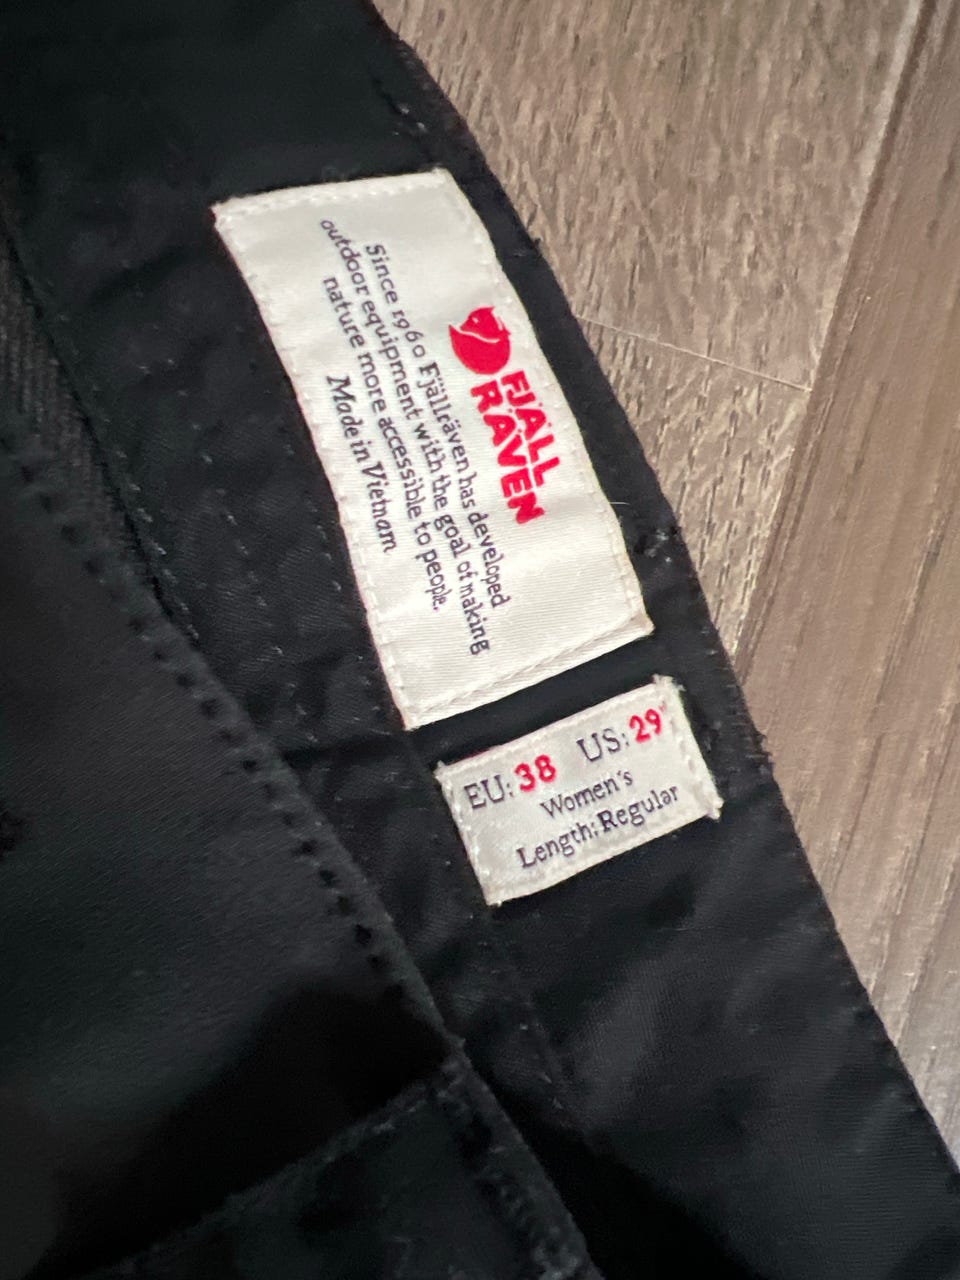 FJÄLL
RÄVEN
Since 1960 Fjällräven has developed
outdoor equipment with the goal of making
nature more accessible to people.
Made in Vietnam
EU: 38 US: 29"
Women's
Length: Regular